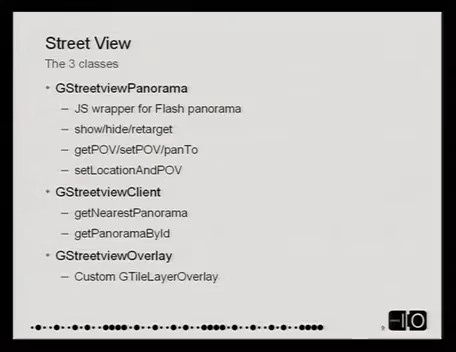 Street View
The 3 classes
• GStreetviewPanorama
– JS wrapper for Flash panorama
– show/hide/retarget
– getPOV/setPOV/panTo
– setLocationAndPOV
• GStreetviewClient
– getNearestPanorama
– getPanoramaById
• GStreetviewOverlay
– Custom GTileLayerOverlay
IO